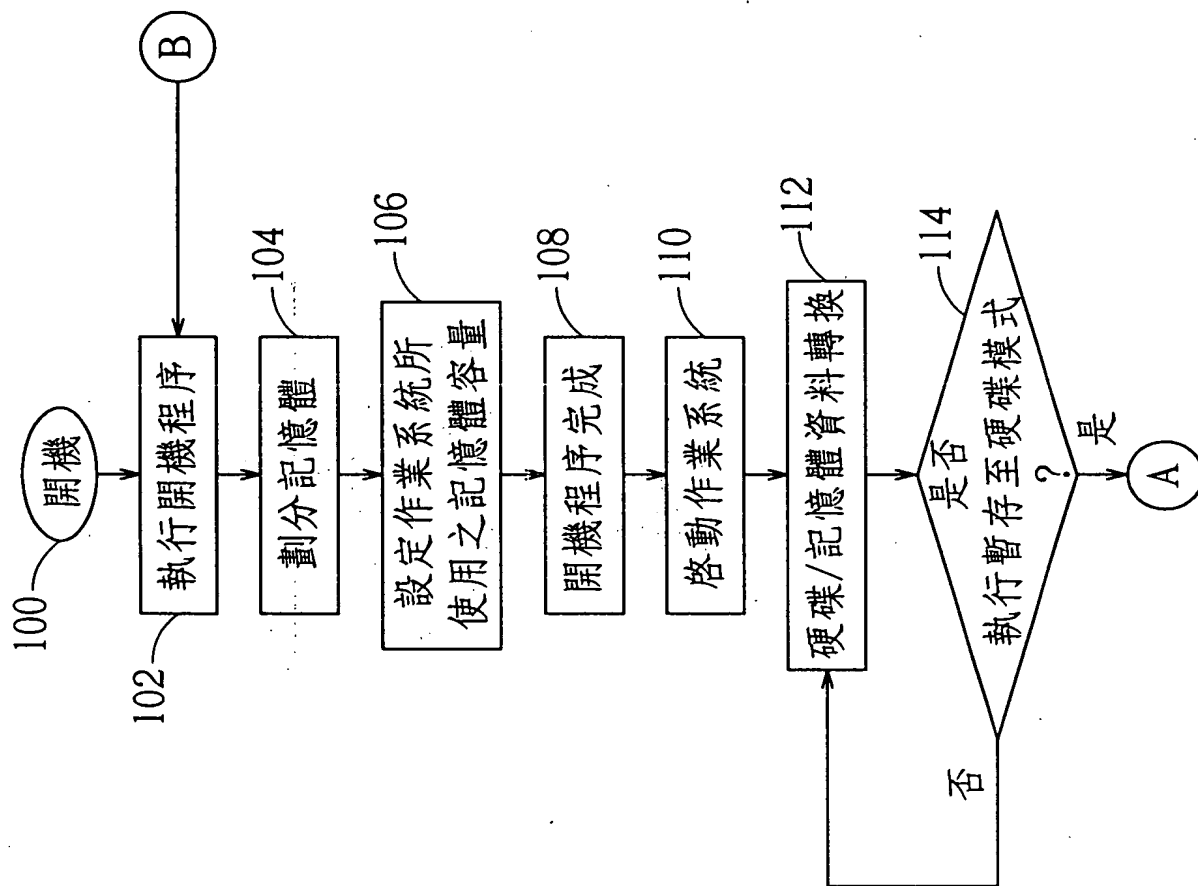 開機
100
B
執行開機程序
102
劃分記憶體
104
設定作業系統所
使用之記憶體容量
106
開機程序完成
108
啓動作業系統
110
硬碟/記憶體資料轉換
112
是否
執行暫存至硬碟模式
?
114
否
是
A